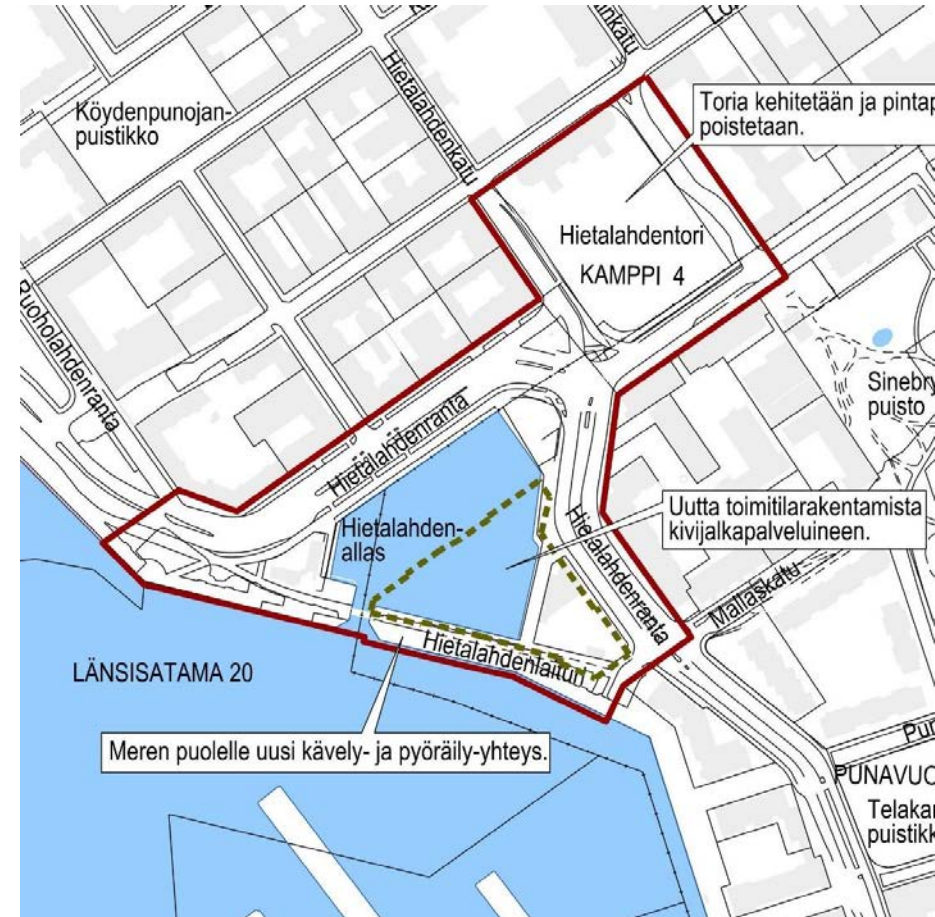 Köydenpunojan-
puistikko
Hietalahdenkatu
Toria kehitetään ja pintap
poistetaan.
Hietalahdentori
KAMPPI 4
Ruoholahdenranta
Hietalahdenranta
Sinebry
puisto
Hietalahden-
allas
Uutta toimitilarakentamista
kivijalkapalveluineen.
Hietalahdenranta
Mallaskatu
Hietalahdenlaituri
LÄNSISATAMA 20
Meren puolelle uusi kävely- ja pyöräily-yhteys.
Pur
PUNAVUO
Telakan
puistikk